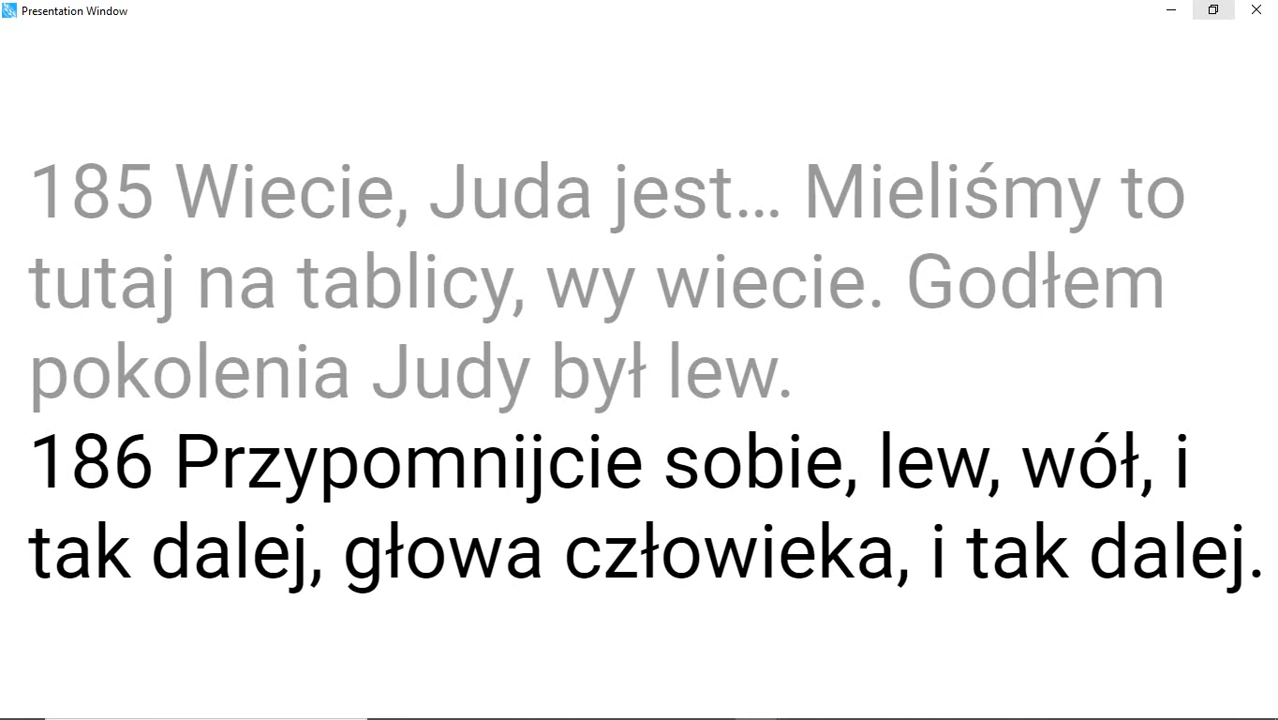 Presentation Window
185 Wiecie, Juda jest… Mieliśmy to
tutaj na tablicy, wy wiecie. Godłem
pokolenia Judy był lew.
186 Przypomnijcie sobie, lew, wół, i
tak dalej, głowa człowieka, i tak dalej.